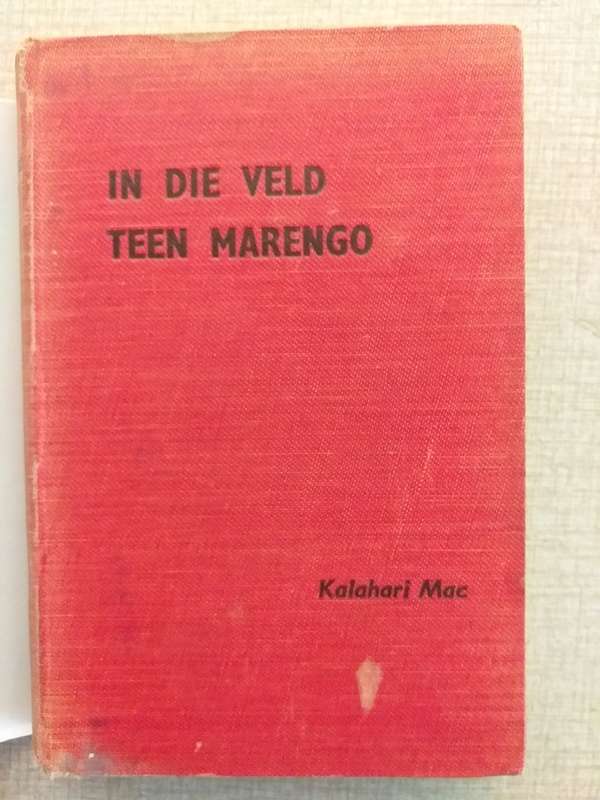 IN DIE VELD
TEEN MARENGO
Kalahari Mac